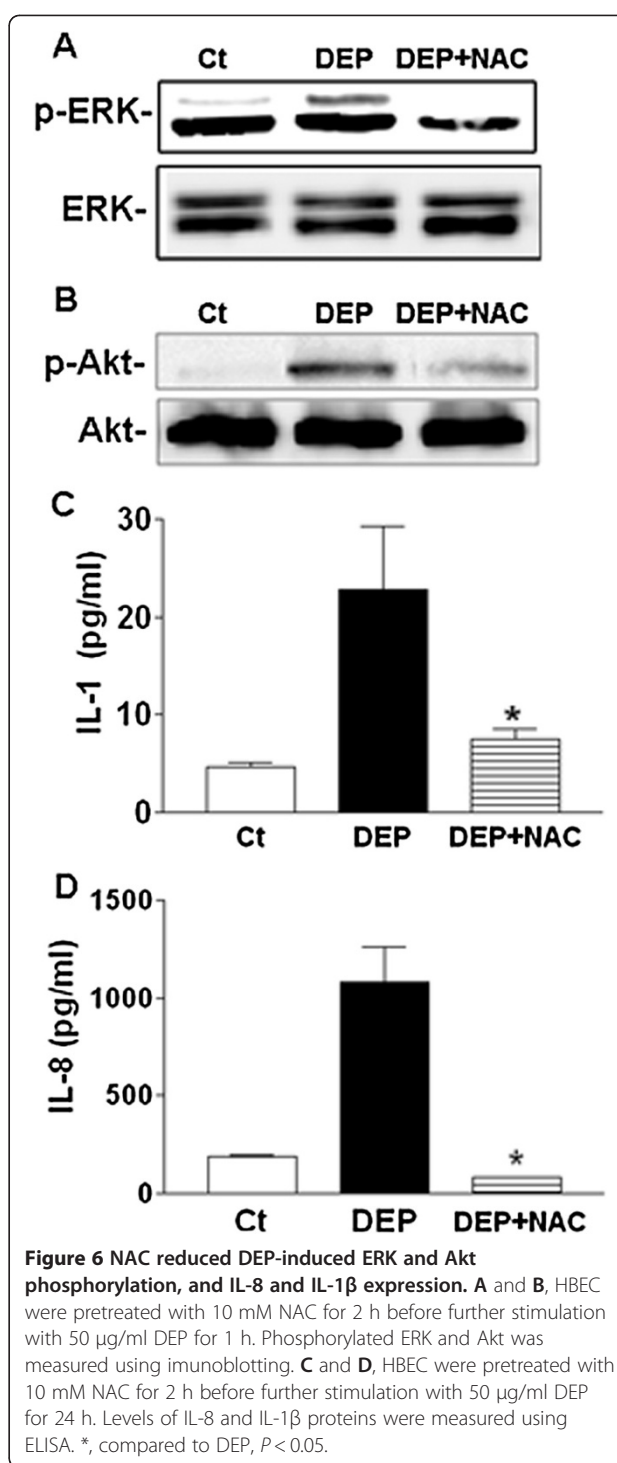 A
Ct DEP DEP+NAC
p-ERK-
ERK-
B
Ct DEP DEP+NAC
p-Akt-
Akt-
C
IL-1 (pg/ml)
30
20
10
0
*
Ct DEP DEP+NAC
D
IL-8 (pg/ml)
1500
1000
500
0
*
Ct DEP DEP+NAC
Figure 6 NAC reduced DEP-induced ERK and Akt
phosphorylation, and IL-8 and IL-1β expression. A and B, HBEC
were pretreated with 10 mM NAC for 2 h before further stimulation
with 50 μg/ml DEP for 1 h. Phosphorylated ERK and Akt was
measured using imunoblotting. C and D, HBEC were pretreated with
10 mM NAC for 2 h before further stimulation with 50 μg/ml DEP
for 24 h. Levels of IL-8 and IL-1β proteins were measured using
ELISA. *, compared to DEP, P < 0.05.